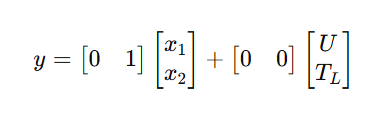 y = [0 1] [x₁ x₂] + [0 0] [U T_L]